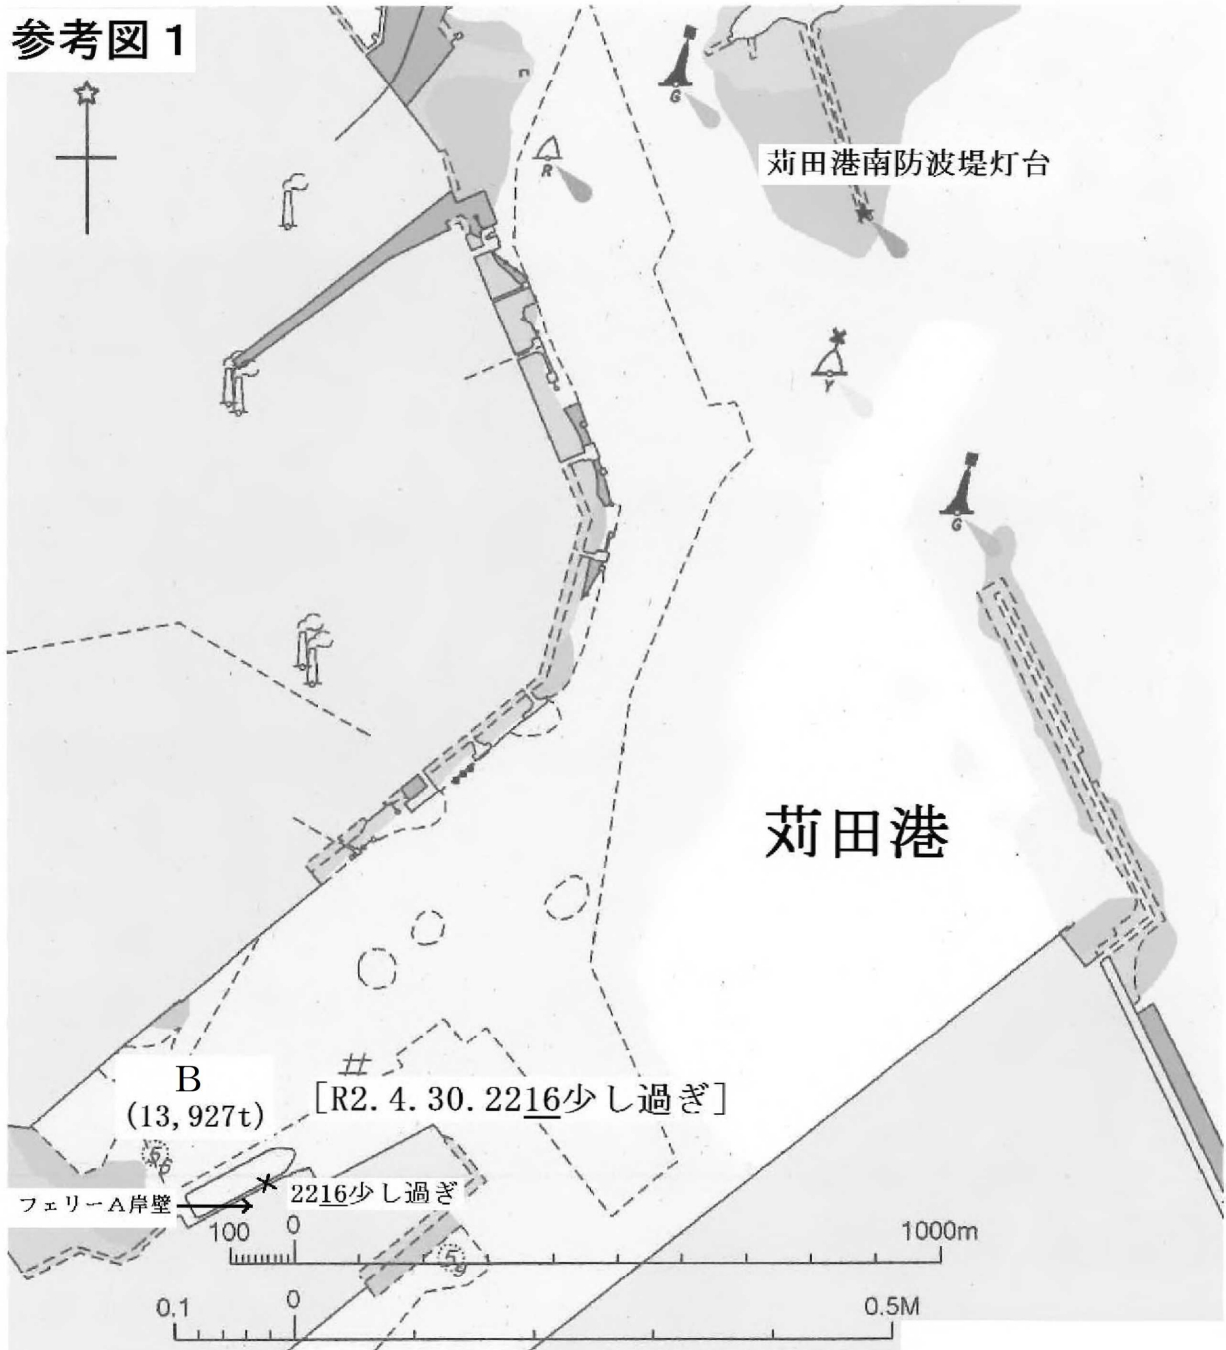 参考図1
G
R
苅田港南防波堤灯台
Y
G
苅田港
B
(13,927t)
[R2.4.30.2216少し過ぎ]
5₆
フェリーA岸壁
2216少し過ぎ
100 0 1000m
5₉
0.1 0 0.5M